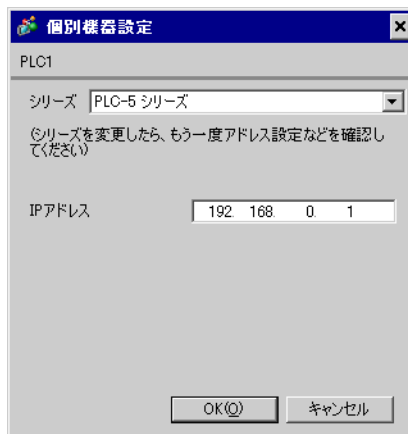 個別機器設定
PLC1
シリーズ PLC-5 シリーズ
(シリーズを変更したら、もう一度アドレス設定などを確認し
てください)
IPアドレス 192. 168. 0. 1
OK(O) キャンセル